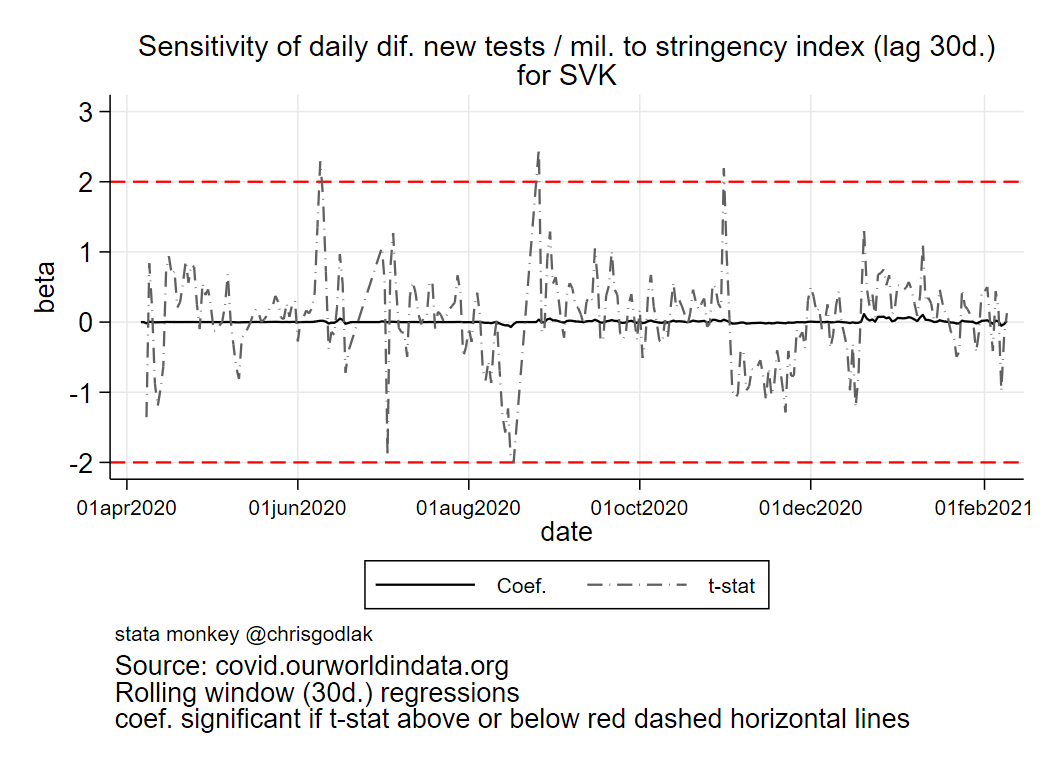 Sensitivity of daily dif. new tests / mil. to stringency index (lag 30d.)
for SVK
3
2
1
0
-1
-2
beta
01apr2020
01jun2020
01aug2020
01oct2020
01dec2020
01feb2021
date
Coef.
t-stat
stata monkey @chrisgodlak
Source: covid.ourworldindata.org
Rolling window (30d.) regressions
coef. significant if t-stat above or below red dashed horizontal lines